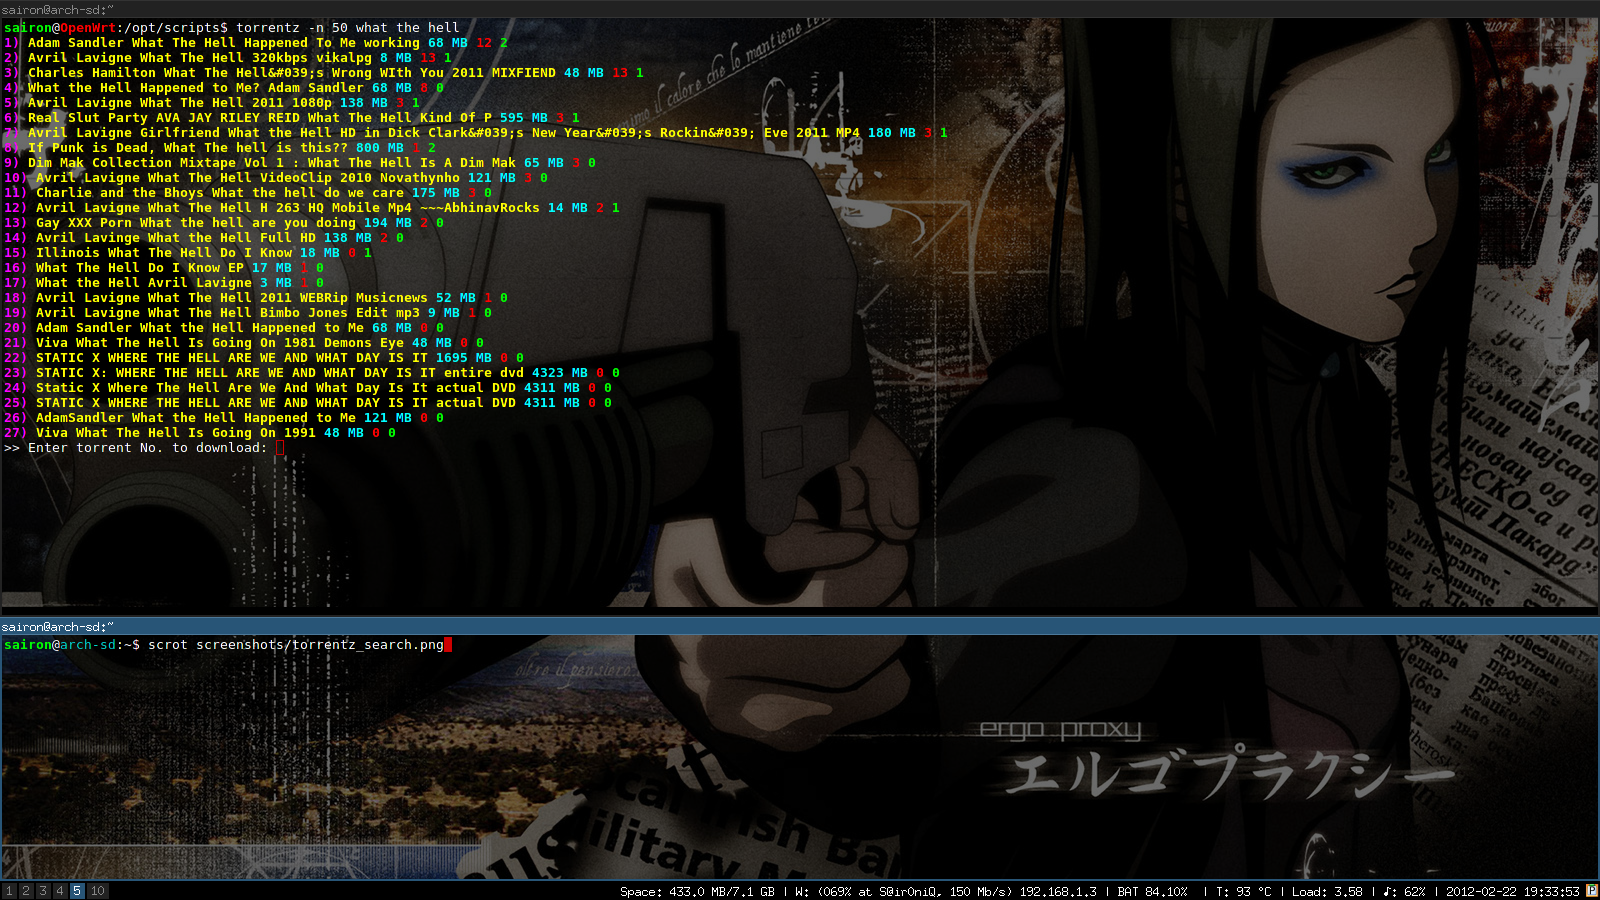 sairon@arch-sd:~
sairon@OpenWrt:/opt/scripts$ torrentz -n 50 what the hell
1) Adam Sandler What The Hell Happened To Me working 68 MB 12 2
2) Avril Lavigne What The Hell 320kbps vikalpg 8 MB 13 1
3) Charles Hamilton What The Hell&#039;s Wrong WIth You 2011 MIXFIEND 48 MB 13 1
4) What the Hell Happened to Me? Adam Sandler 68 MB 8 0
5) Avril Lavigne What The Hell 2011 1080p 138 MB 3 1
6) Real Slut Party AVA JAY RILEY REID What The Hell Kind Of P 595 MB 3 1
7) Avril Lavigne Girlfriend What the Hell HD in Dick Clark&#039;s New Year&#039;s Rockin&#039; Eve 2011 MP4 180 MB 3 1
8) If Punk is Dead, What The hell is this?? 800 MB 1 2
9) Dim Mak Collection Mixtape Vol 1 : What The Hell Is A Dim Mak 65 MB 3 0
10) Avril Lavigne What The Hell VideoClip 2010 Novathynho 121 MB 3 0
11) Charlie and the Bhoys What the hell do we care 175 MB 3 0
12) Avril Lavigne What The Hell H 263 HQ Mobile Mp4 ~~~AbhinavRocks 14 MB 2 1
13) Gay XXX Porn What the hell are you doing 194 MB 2 0
14) Avril Lavinge What the Hell Full HD 138 MB 2 0
15) Illinois What The Hell Do I Know 18 MB 0 1
16) What The Hell Do I Know EP 17 MB 1 0
17) What the Hell Avril Lavigne 3 MB 1 0
18) Avril Lavigne What The Hell 2011 WEBRip Musicnews 52 MB 1 0
19) Avril Lavigne What The Hell Bimbo Jones Edit mp3 9 MB 1 0
20) Adam Sandler What the Hell Happened to Me 68 MB 0 0
21) Viva What The Hell Is Going On 1981 Demons Eye 48 MB 0 0
22) STATIC X WHERE THE HELL ARE WE AND WHAT DAY IS IT 1695 MB 0 0
23) STATIC X: WHERE THE HELL ARE WE AND WHAT DAY IS IT entire dvd 4323 MB 0 0
24) Static X Where The Hell Are We And What Day Is It actual DVD 4311 MB 0 0
25) STATIC X WHERE THE HELL ARE WE AND WHAT DAY IS IT actual DVD 4311 MB 0 0
26) AdamSandler What the Hell Happened to Me 121 MB 0 0
27) Viva What The Hell Is Going On 1991 48 MB 0 0
>> Enter torrent No. to download:
il calore che lo mantiene
новац од
УНЕСКО-а и
Пакард"
марта
sairon@arch-sd:~
sairon@arch-sd:~$ scrot screenshots/torrentz_search.png
oltre il pensiero
ergo proxy
エルゴプラクシー
ilitary
1 2 3 4 5 10
Space: 433.0 MB/7.1 GB | W: (069% at S@ir0niQ, 150 Mb/s) 192.168.1.3 | BAT 84.10% | T: 93 °C | Load: 3.58 | ♪: 62% | 2012-02-22 19:33:53 P